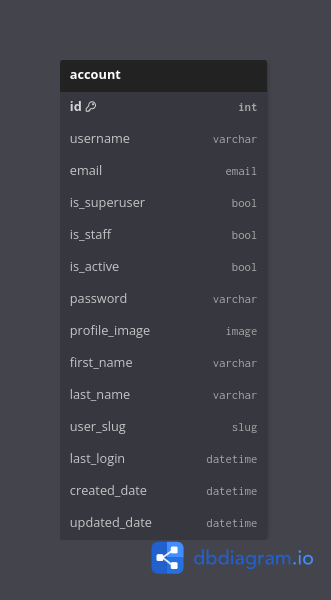 account
id int
username varchar
email email
is_superuser bool
is_staff bool
is_active bool
password varchar
profile_image image
first_name varchar
last_name varchar
user_slug slug
last_login datetime
created_date datetime
updated_date datetime
dbdiagram.io